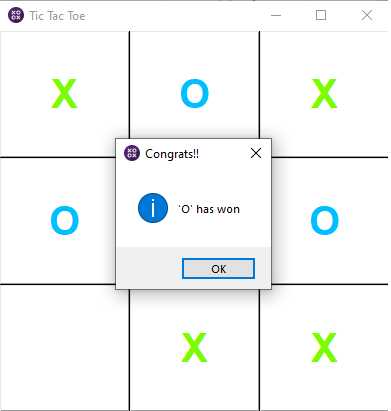 Tic Tac Toe
X O X
Congrats!!
O O
'O' has won
OK
X X